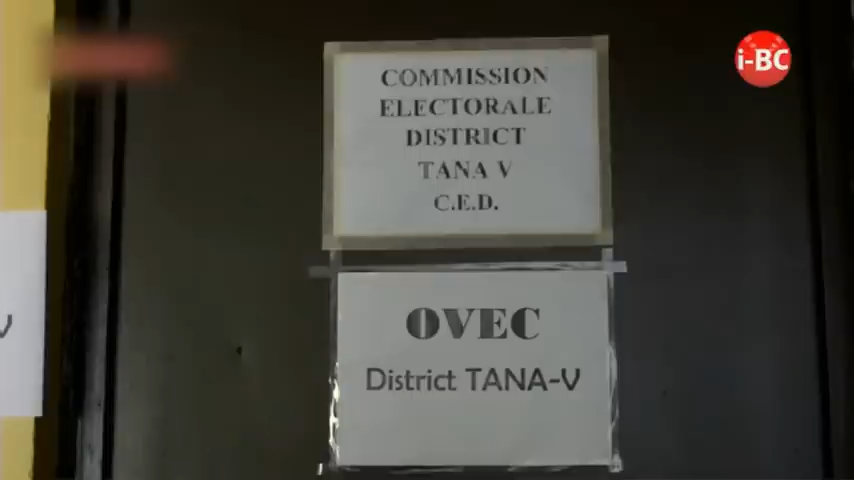 i-BC
COMMISSION
ELECTORALE
DISTRICT
TANA V
C.E.D.
OVEC
District TANA-V
V